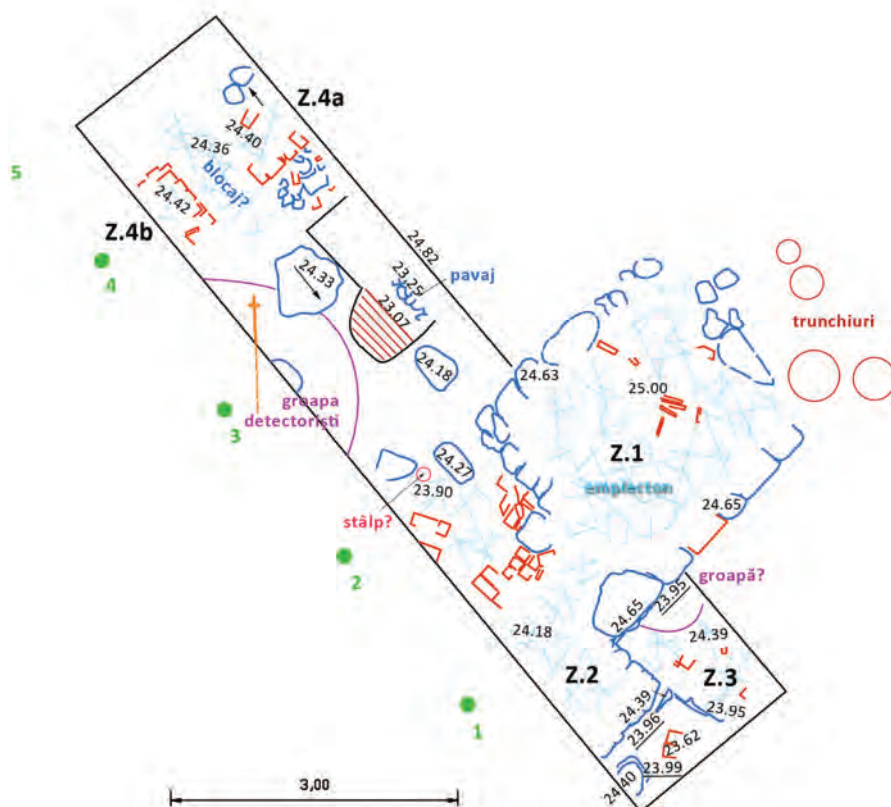 Z.4a
24.40
24.36
blocaj?
5
24.42
Z.4b
24.82
23.25
pavaj
4
24.33
23.07
trunchiuri
24.18
24.63
25.00
groapa
detectoriști
3
Z.1
24.27
23.90
emplecton
24.65
stâlp?
2
groapă?
23.95
24.65
24.18
24.39
Z.2
Z.3
24.39
23.95
1
23.96
23.62
23.99
24.40
3,00